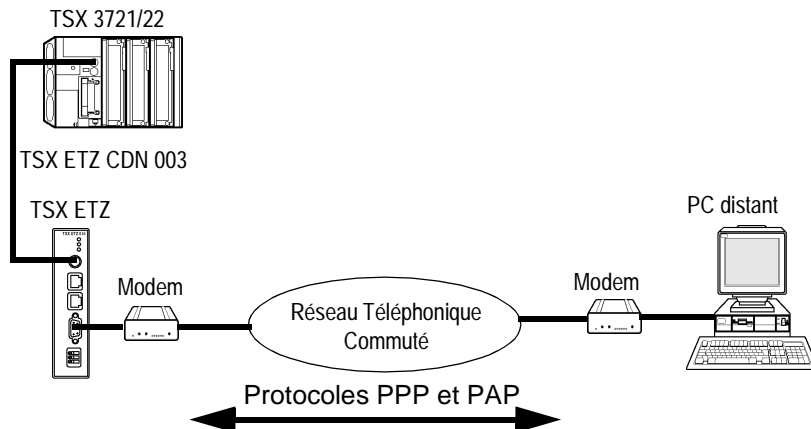 TSX 3721/22
TSX ETZ CDN 003
TSX ETZ
PC distant
Modem
Modem
Réseau Téléphonique
Commuté
Protocoles PPP et PAP